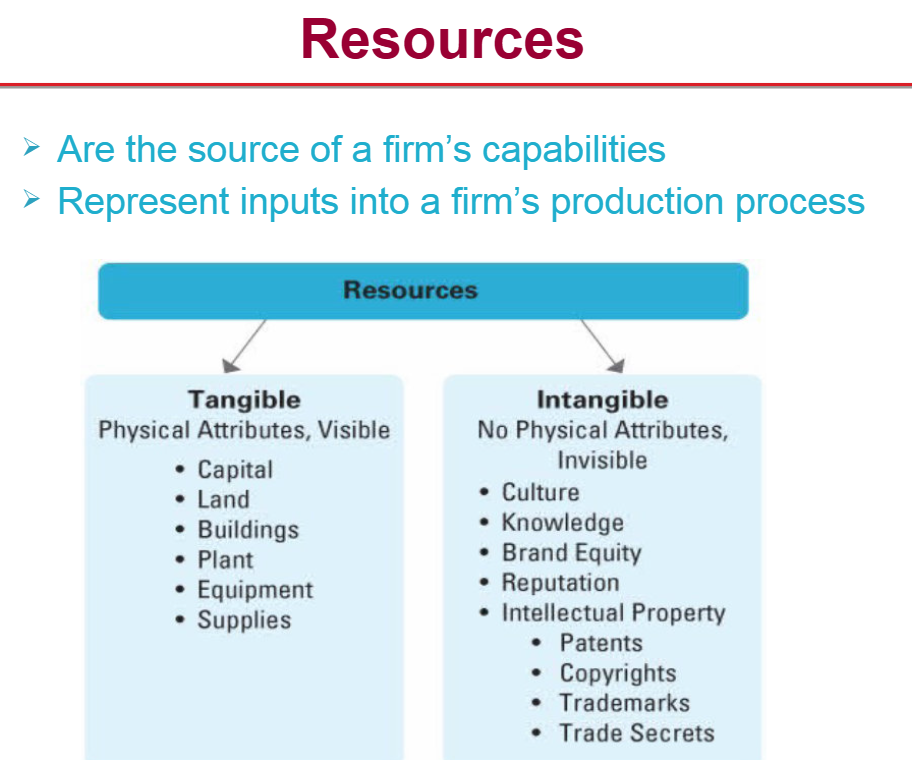 Resources
Are the source of a firm's capabilities
Represent inputs into a firm's production process
Resources
Tangible
Physical Attributes, Visible
• Capital
• Land
• Buildings
• Plant
• Equipment
• Supplies
Intangible
No Physical Attributes,
Invisible
• Culture
• Knowledge
• Brand Equity
• Reputation
• Intellectual Property
• Patents
• Copyrights
• Trademarks
• Trade Secrets